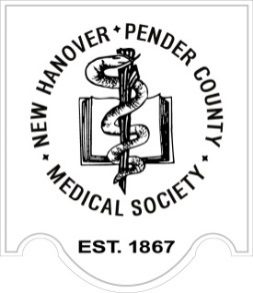 NEW HANOVER * PENDER COUNTY
* MEDICAL SOCIETY *
EST. 1867